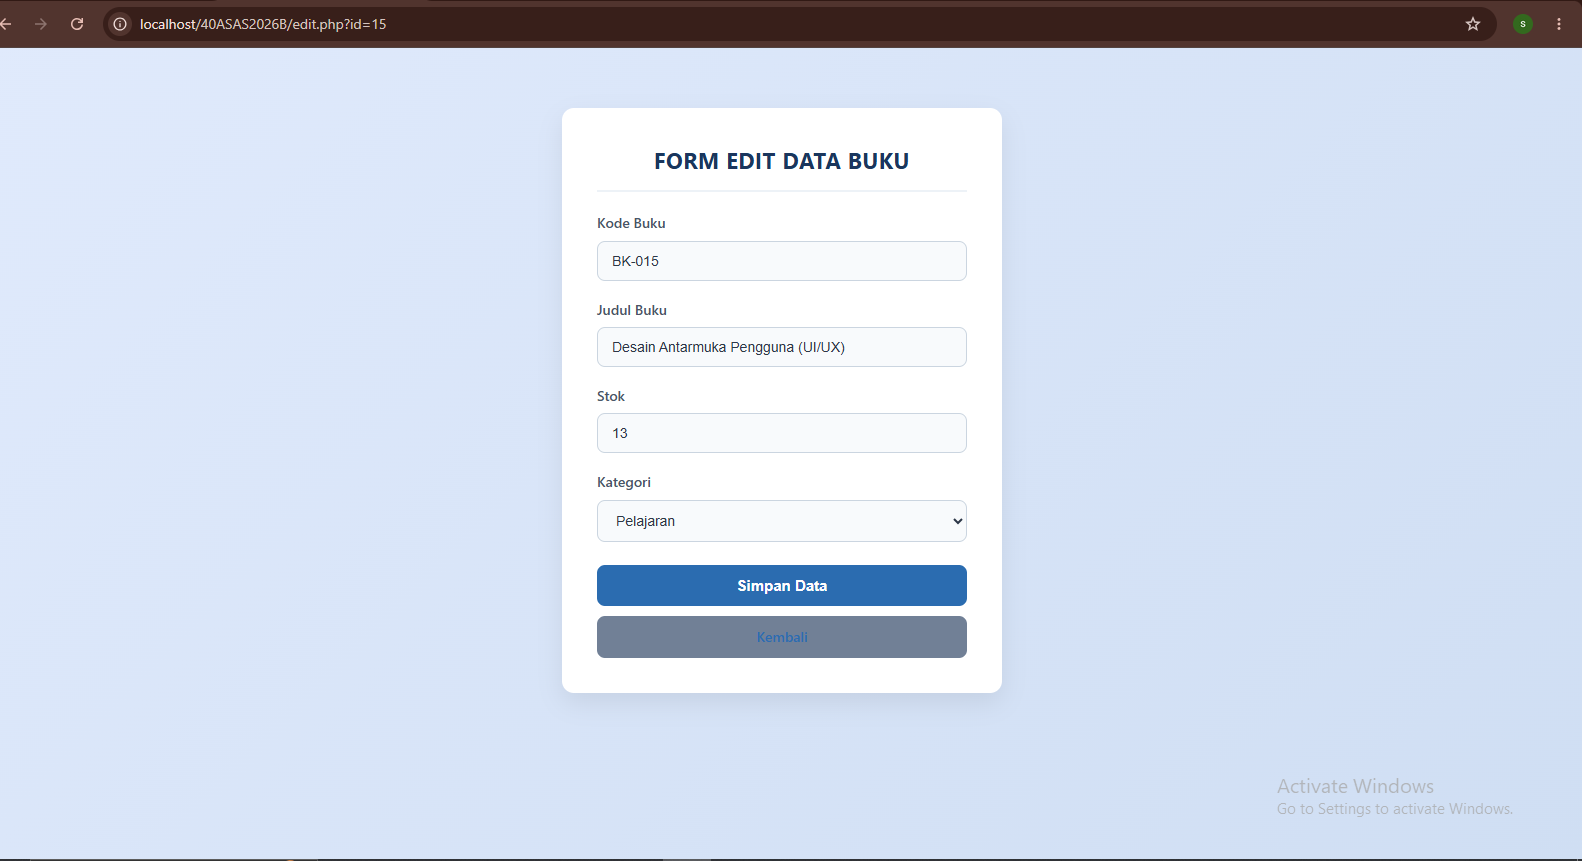 localhost/40ASAS2026B/edit.php?id=15
s
FORM EDIT DATA BUKU
Kode Buku
BK-015
Judul Buku
Desain Antarmuka Pengguna (UI/UX)
Stok
13
Kategori
Pelajaran
Simpan Data
Kembali
Activate Windows
Go to Settings to activate Windows.